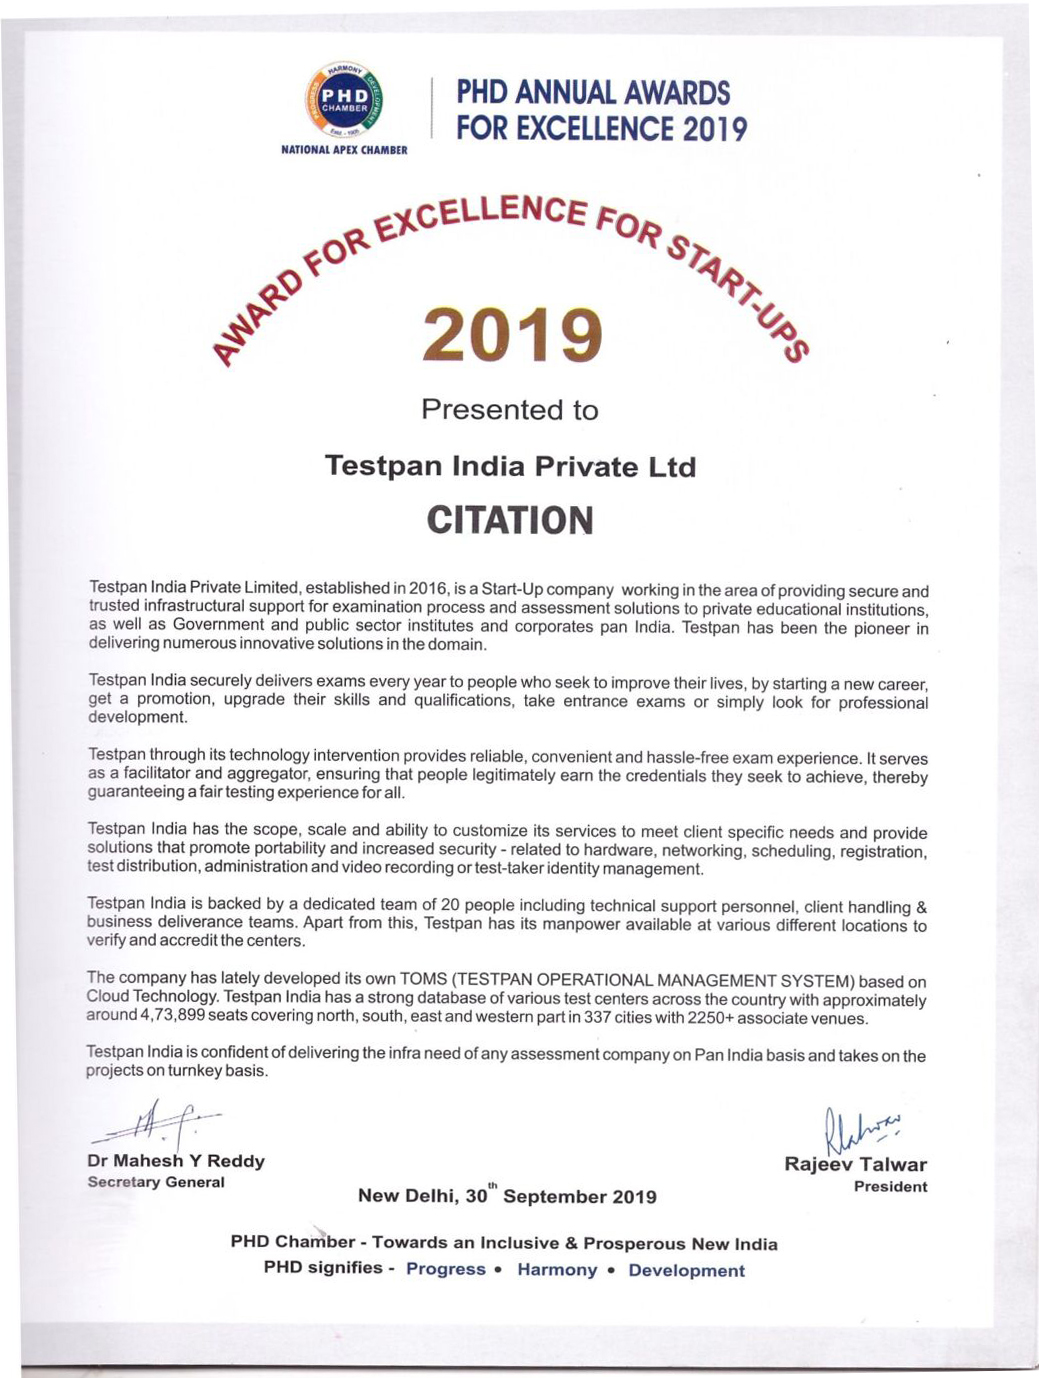 HARMONY
PROGRESS
DEVELOPMENT
PHD
CHAMBER
Estd. - 1905
NATIONAL APEX CHAMBER
PHD ANNUAL AWARDS
FOR EXCELLENCE 2019
AWARD FOR EXCELLENCE FOR START-UPS
2019
Presented to
Testpan India Private Ltd
CITATION
Testpan India Private Limited, established in 2016, is a Start-Up company working in the area of providing secure and
trusted infrastructural support for examination process and assessment solutions to private educational institutions,
as well as Government and public sector institutes and corporates pan India. Testpan has been the pioneer in
delivering numerous innovative solutions in the domain.
Testpan India securely delivers exams every year to people who seek to improve their lives, by starting a new career,
get a promotion, upgrade their skills and qualifications, take entrance exams or simply look for professional
development.
Testpan through its technology intervention provides reliable, convenient and hassle-free exam experience. It serves
as a facilitator and aggregator, ensuring that people legitimately earn the credentials they seek to achieve, thereby
guaranteeing a fair testing experience for all.
Testpan India has the scope, scale and ability to customize its services to meet client specific needs and provide
solutions that promote portability and increased security - related to hardware, networking, scheduling, registration,
test distribution, administration and video recording or test-taker identity management.
Testpan India is backed by a dedicated team of 20 people including technical support personnel, client handling &
business deliverance teams. Apart from this, Testpan has its manpower available at various different locations to
verify and accredit the centers.
The company has lately developed its own TOMS (TESTPAN OPERATIONAL MANAGEMENT SYSTEM) based on
Cloud Technology. Testpan India has a strong database of various test centers across the country with approximately
around 4,73,899 seats covering north, south, east and western part in 337 cities with 2250+ associate venues.
Testpan India is confident of delivering the infra need of any assessment company on Pan India basis and takes on the
projects on turnkey basis.
Dr Mahesh Y Reddy
Secretary General
Rajeev Talwar
President
New Delhi, 30th September 2019
PHD Chamber - Towards an Inclusive & Prosperous New India
PHD signifies - Progress • Harmony • Development